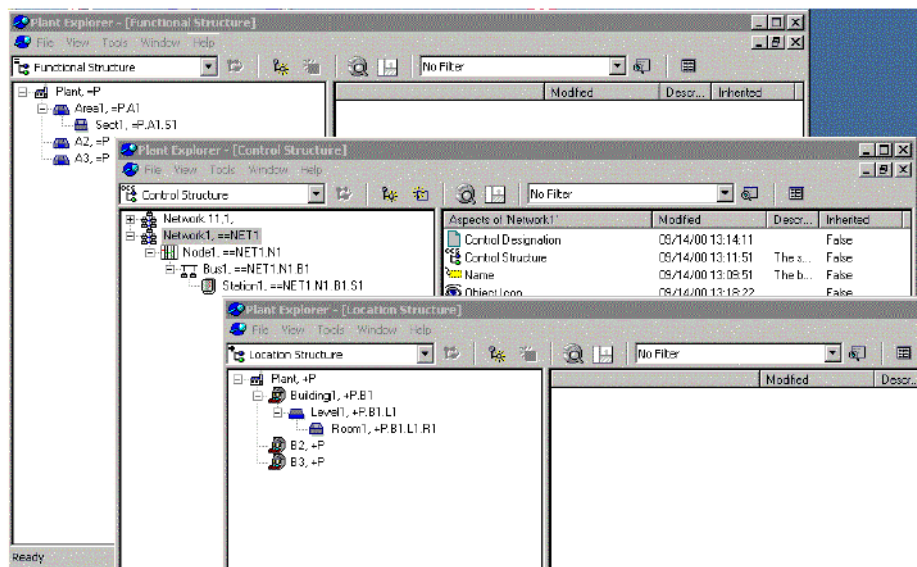 Plant Explorer - [Functional Structure]
File View Tools Window Help
Functional Structure No Filter
Modified Descr... Inherited
Plant, =P
Area1, =P.A1
Sect1, =P.A1.S1
A2, =P
A3, =P
Ready
Plant Explorer - [Control Structure]
File View Tools Window Help
Control Structure No Filter
Aspects of 'Network1' Modified Descr... Inherited
Network 11,1,
Network1, ==NET1
Node1, ==NET1.N1
Bus1, ==NET1.N1.B1
Station1, ==NET1.N1.B1.S1
Control Designation 09/14/00 13:14:11 False
Control Structure 09/14/00 13:11:51 The s... False
Name 09/14/00 13:09:51 The b... False
Object Icon 09/14/00 13:18:22 False
Plant Explorer - [Location Structure]
File View Tools Window Help
Location Structure No Filter
Modified Descr...
Plant, +P
Building1, +P.B1
Level1, +P.B1.L1
Room1, +P.B1.L1.R1
B2, +P
B3, +P